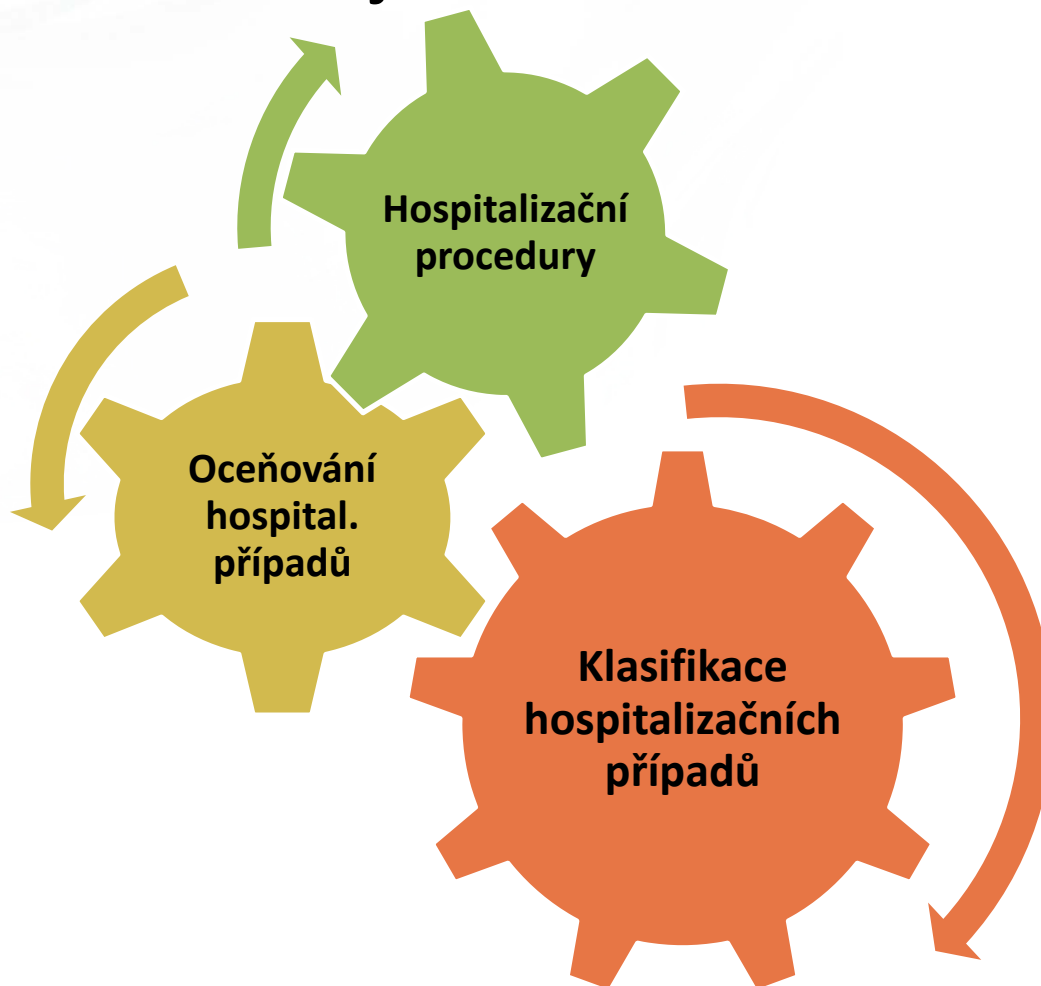 Hospitalizační
procedury
Oceňování
hospital.
případů
Klasifikace
hospitalizačních
případů